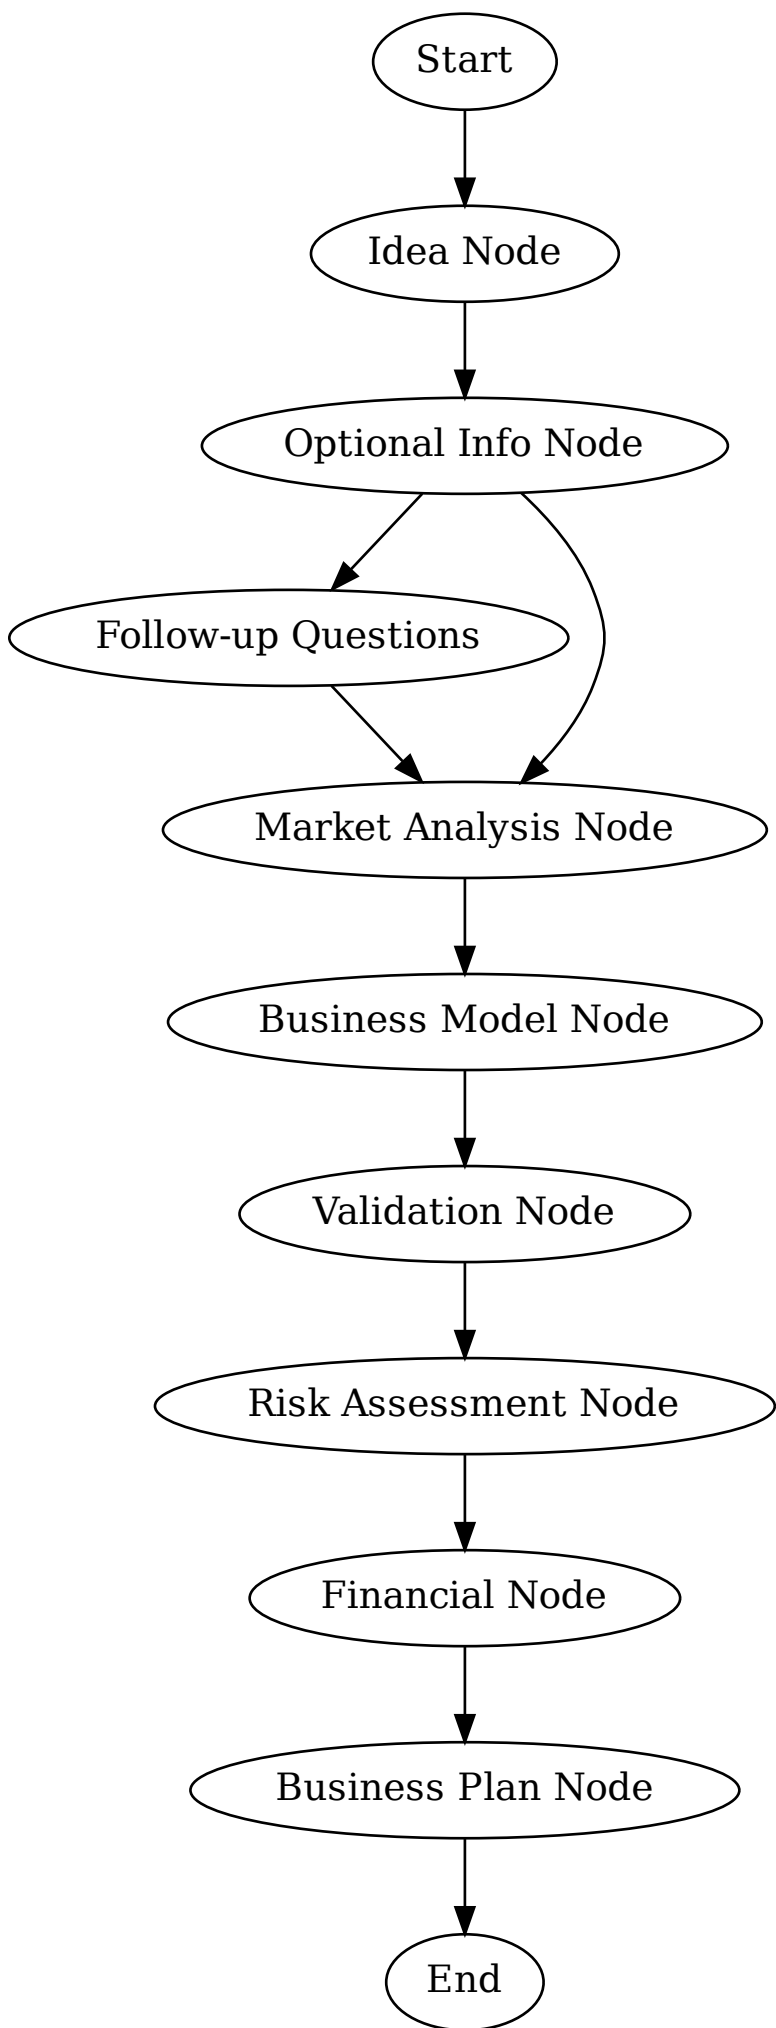 Start
Idea Node
Optional Info Node
Follow-up Questions
Market Analysis Node
Business Model Node
Validation Node
Risk Assessment Node
Financial Node
Business Plan Node
End